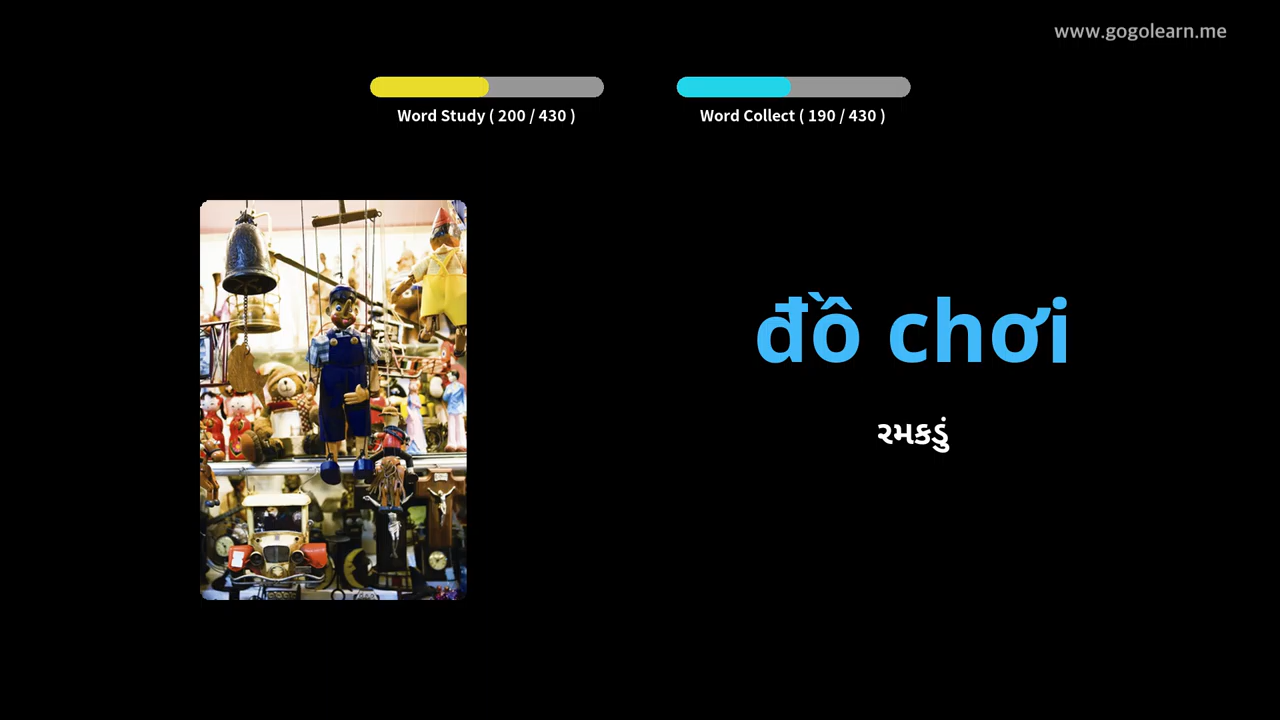 www.gogolearn.me
Word Study ( 200 / 430 )
Word Collect ( 190 / 430 )
đồ chơi
રમકડું